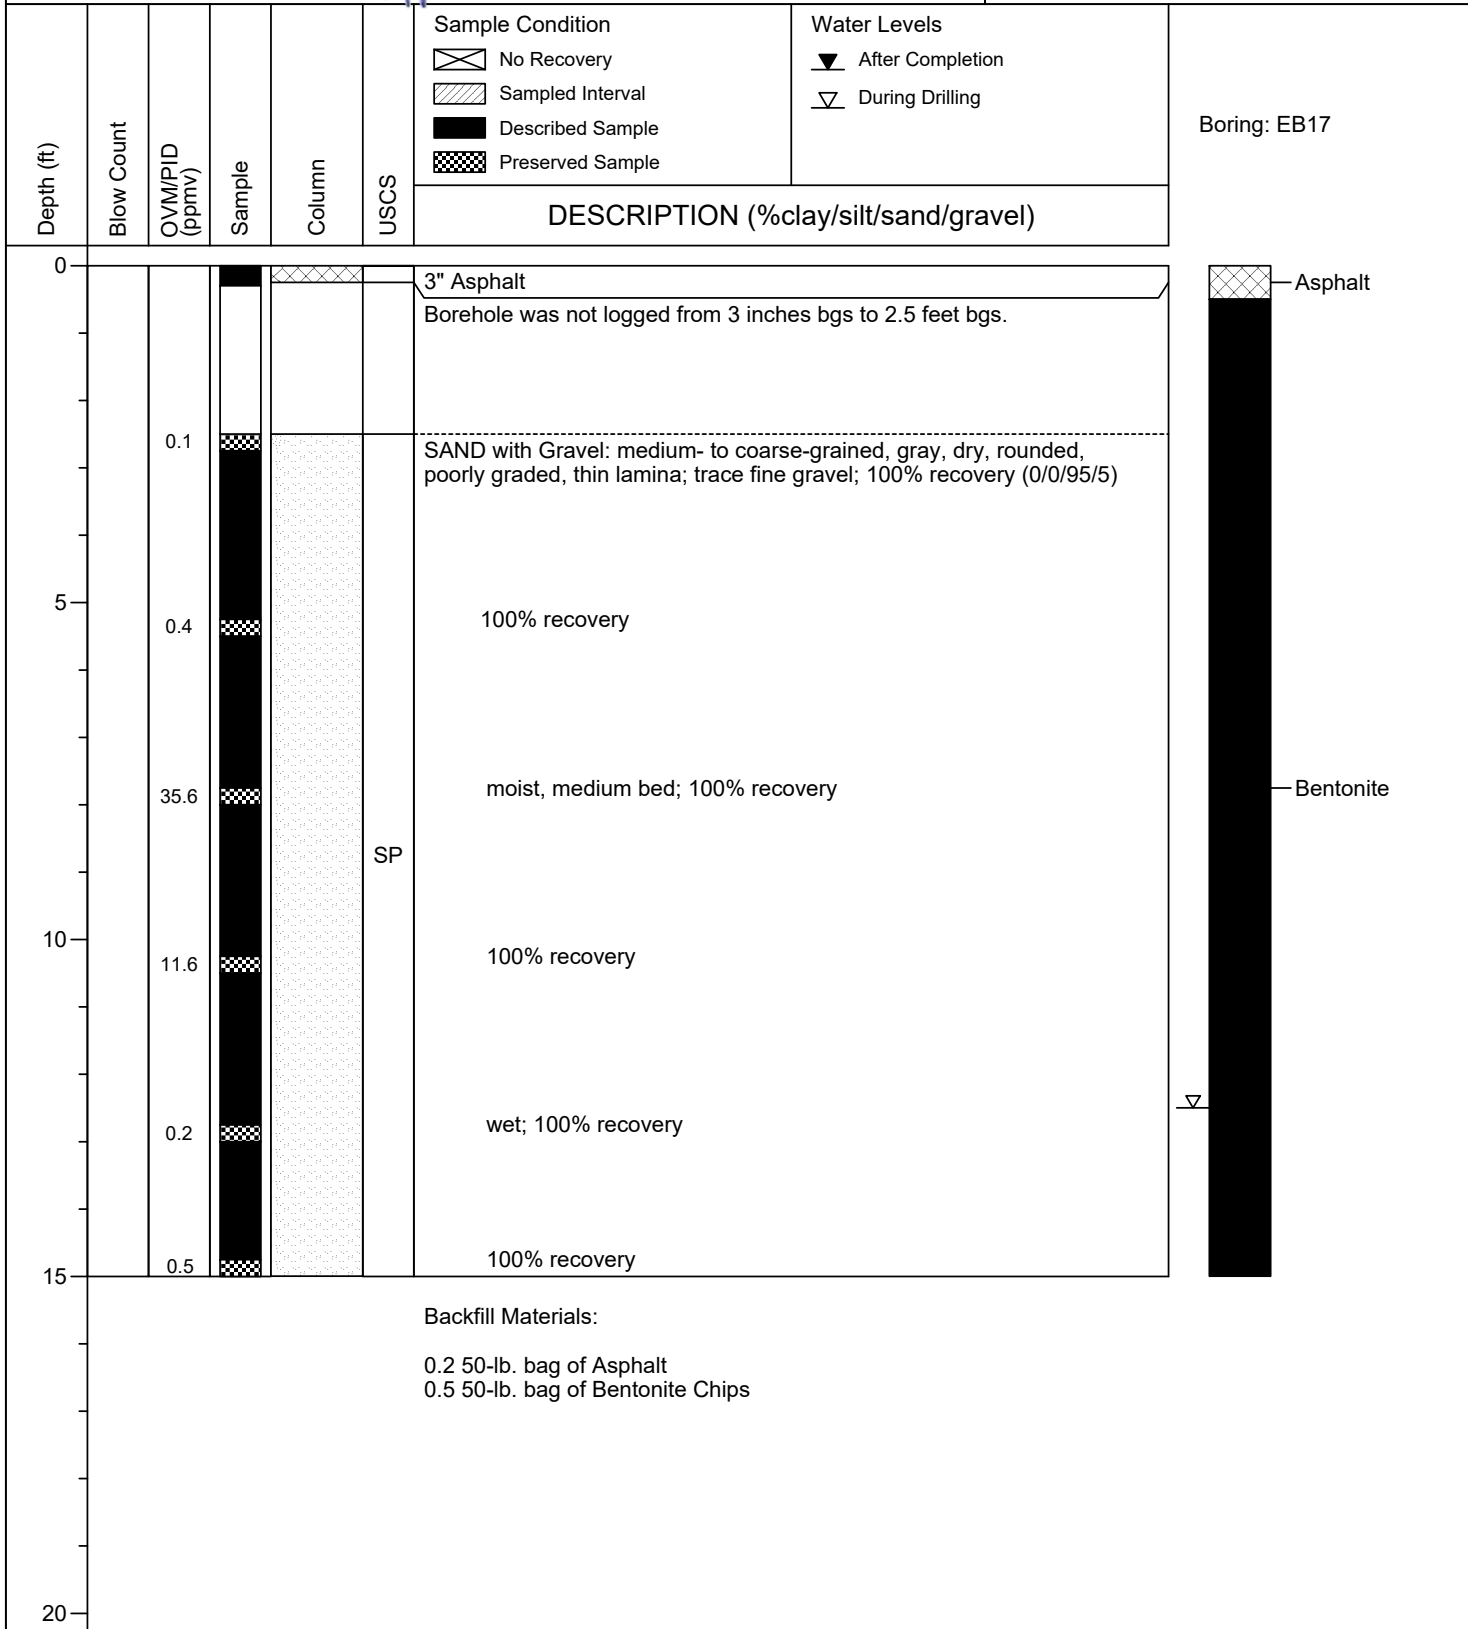 Sample Condition
No Recovery
Sampled Interval
Described Sample
Preserved Sample
Water Levels
After Completion
During Drilling
Boring: EB17
Depth (ft)
Blow Count
OVM/PID
(ppmv)
Sample
Column
USCS
DESCRIPTION (%clay/silt/sand/gravel)
0
3" Asphalt
Asphalt
Borehole was not logged from 3 inches bgs to 2.5 feet bgs.
0.1
SAND with Gravel: medium- to coarse-grained, gray, dry, rounded,
poorly graded, thin lamina; trace fine gravel; 100% recovery (0/0/95/5)
5
0.4
100% recovery
35.6
moist, medium bed; 100% recovery
Bentonite
SP
10
11.6
100% recovery
0.2
wet; 100% recovery
0.5
100% recovery
15
Backfill Materials:
0.2 50-lb. bag of Asphalt
0.5 50-lb. bag of Bentonite Chips
20